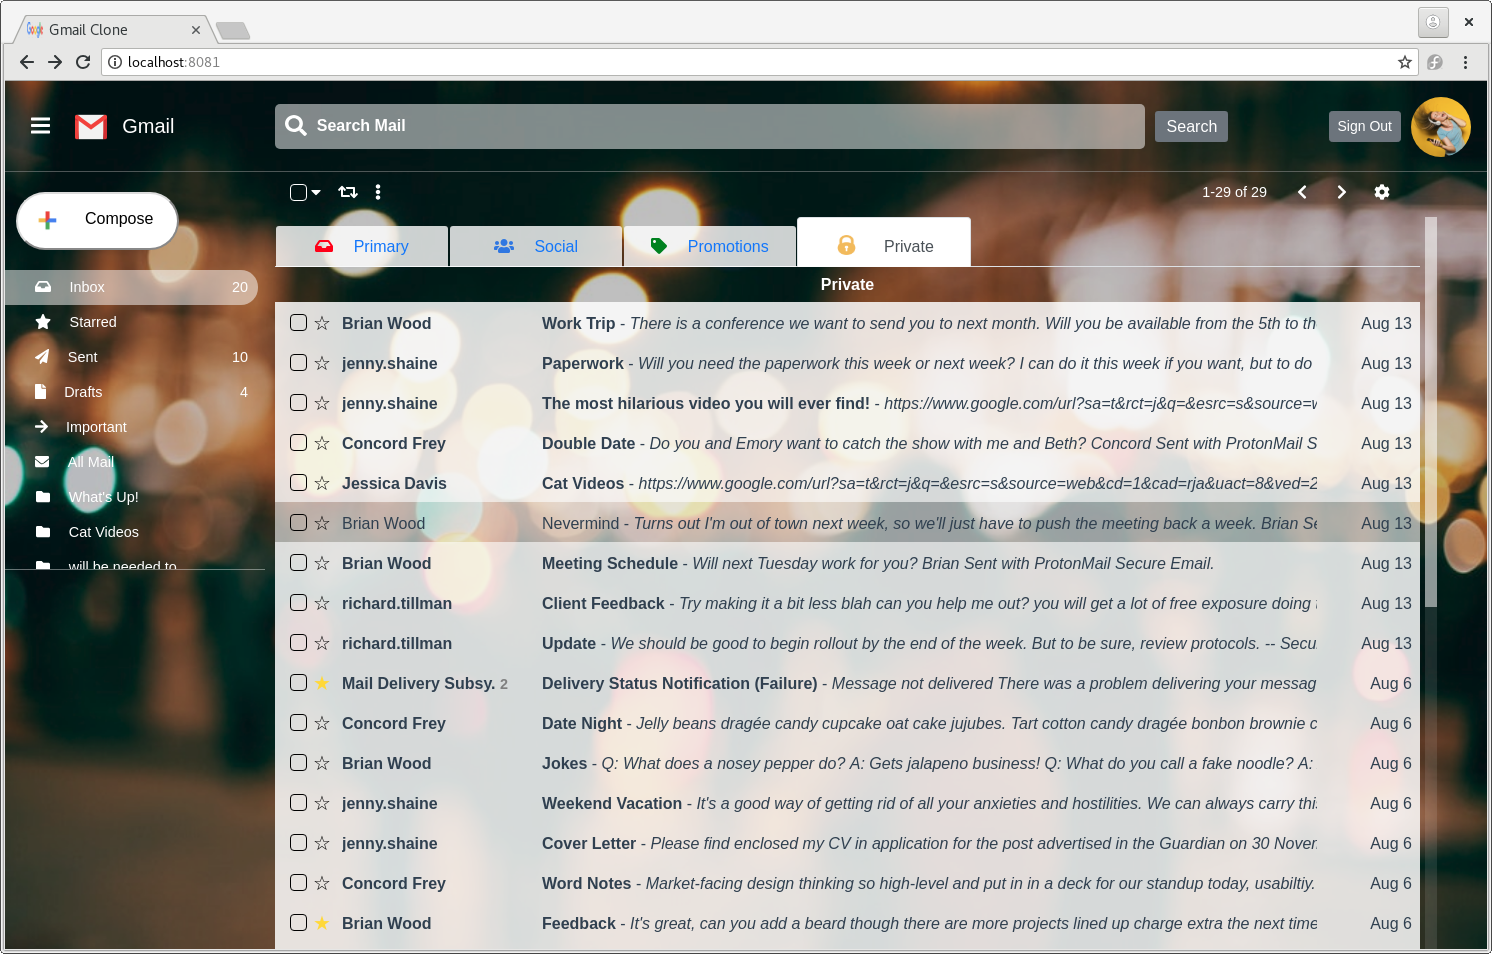 Gmail Clone
localhost:8081
Gmail
Search Mail
Search
Sign Out
Compose
1-29 of 29
Primary
Social
Promotions
Private
Inbox 20
Starred
Sent 10
Drafts 4
Important
All Mail
What's Up!
Cat Videos
will be needed to
Private
Brian Wood Work Trip - There is a conference we want to send you to next month. Will you be available from the 5th to th Aug 13
jenny.shaine Paperwork - Will you need the paperwork this week or next week? I can do it this week if you want, but to do Aug 13
jenny.shaine The most hilarious video you will ever find! - https://www.google.com/url?sa=t&rct=j&q=&esrc=s&source=w Aug 13
Concord Frey Double Date - Do you and Emory want to catch the show with me and Beth? Concord Sent with ProtonMail S Aug 13
Jessica Davis Cat Videos - https://www.google.com/url?sa=t&rct=j&q=&esrc=s&source=web&cd=1&cad=rja&uact=8&ved=2 Aug 13
Brian Wood Nevermind - Turns out I'm out of town next week, so we'll just have to push the meeting back a week. Brian Se Aug 13
Brian Wood Meeting Schedule - Will next Tuesday work for you? Brian Sent with ProtonMail Secure Email. Aug 13
richard.tillman Client Feedback - Try making it a bit less blah can you help me out? you will get a lot of free exposure doing t Aug 13
richard.tillman Update - We should be good to begin rollout by the end of the week. But to be sure, review protocols. -- Secu Aug 13
Mail Delivery Subsy. 2 Delivery Status Notification (Failure) - Message not delivered There was a problem delivering your messag Aug 6
Concord Frey Date Night - Jelly beans dragée candy cupcake oat cake jujubes. Tart cotton candy dragée bonbon brownie c Aug 6
Brian Wood Jokes - Q: What does a nosey pepper do? A: Gets jalapeno business! Q: What do you call a fake noodle? A: Aug 6
jenny.shaine Weekend Vacation - It's a good way of getting rid of all your anxieties and hostilities. We can always carry this Aug 6
jenny.shaine Cover Letter - Please find enclosed my CV in application for the post advertised in the Guardian on 30 Nover Aug 6
Concord Frey Word Notes - Market-facing design thinking so high-level and put in in a deck for our standup today, usabiltiy. Aug 6
Brian Wood Feedback - It's great, can you add a beard though there are more projects lined up charge extra the next time Aug 6